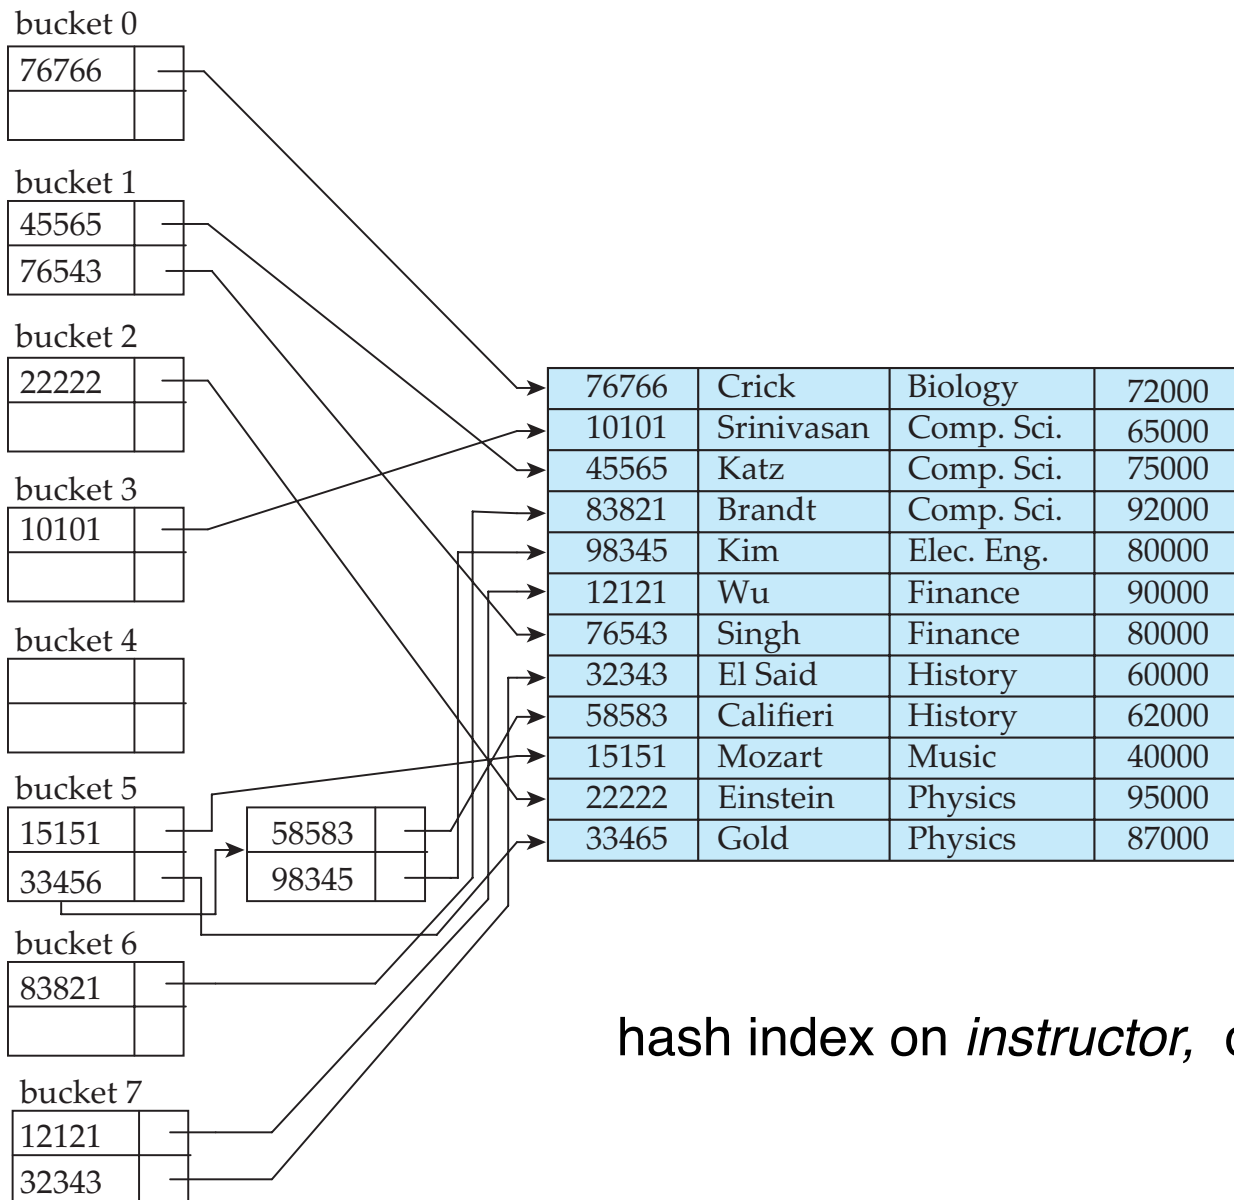 bucket 0
76766
bucket 1
45565
76543
bucket 2
22222
bucket 3
10101
bucket 4
bucket 5
15151
33456
58583
98345
bucket 6
83821
bucket 7
12121
32343
76766 Crick Biology 72000
10101 Srinivasan Comp. Sci. 65000
45565 Katz Comp. Sci. 75000
83821 Brandt Comp. Sci. 92000
98345 Kim Elec. Eng. 80000
12121 Wu Finance 90000
76543 Singh Finance 80000
32343 El Said History 60000
58583 Califieri History 62000
15151 Mozart Music 40000
22222 Einstein Physics 95000
33465 Gold Physics 87000
hash index on instructor,